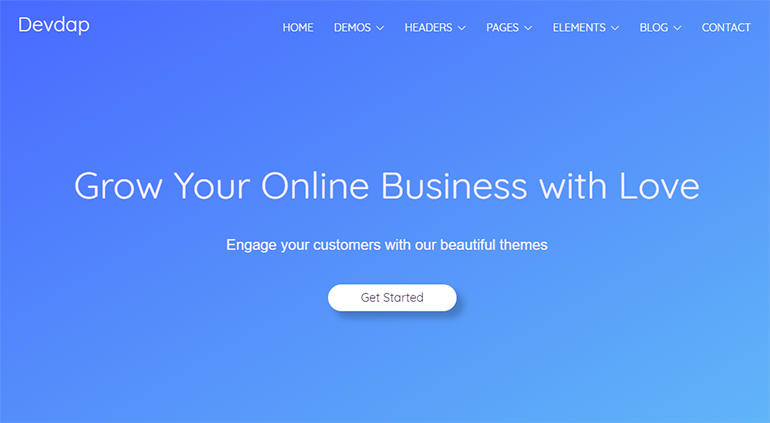 Devdap
HOME DEMOS HEADERS PAGES ELEMENTS BLOG CONTACT
Grow Your Online Business with Love
Engage your customers with our beautiful themes
Get Started